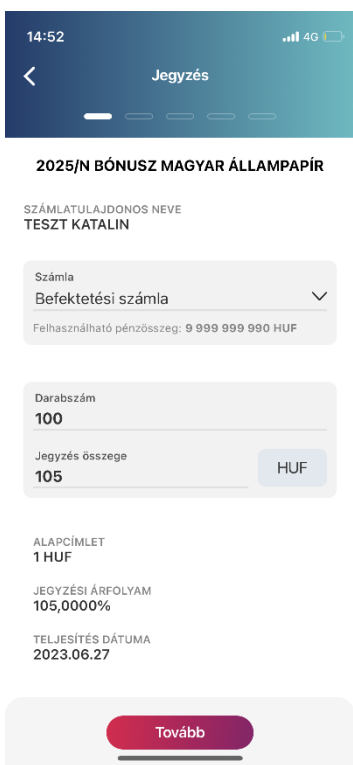 14:52
4G
Jegyzés
2025/N BÓNUSZ MAGYAR ÁLLAMPAPÍR
SZÁMLATULAJDONOS NEVE
TESZT KATALIN
Számla
Befektetési számla
Felhasználható pénzösszeg: 9 999 999 990 HUF
Darabszám
100
Jegyzés összege
105
HUF
ALAPCÍMLET
1 HUF
JEGYZÉSI ÁRFOLYAM
105,0000%
TELJESÍTÉS DÁTUMA
2023.06.27
Tovább